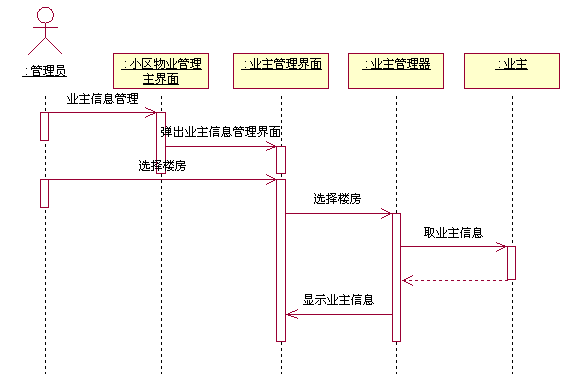 : 管理员
: 小区物业管理
主界面
: 业主管理界面
: 业主管理器
: 业主
业主信息管理
弹出业主信息管理界面
选择楼房
选择楼房
取业主信息
显示业主信息